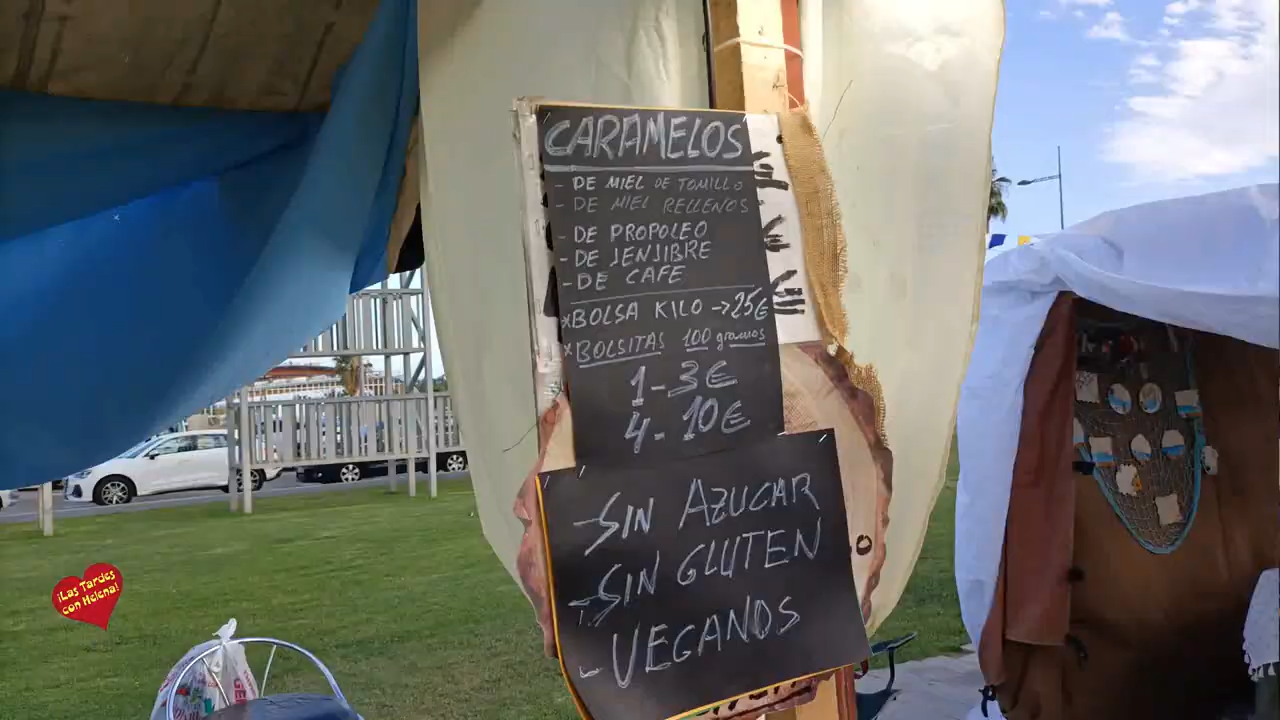 CARAMELOS
- DE MIEL DE TOMILLO
- DE MIEL RELLENOS
- DE PROPOLEO
- DE JENJIBRE
- DE CAFE
*BOLSA KILO → 25€
*BOLSITAS 100 gramos
1 - 3€
4 - 10€
- SIN AZUCAR
- SIN GLUTEN
- VEGANOS
¡Las Tardes
con Helena!